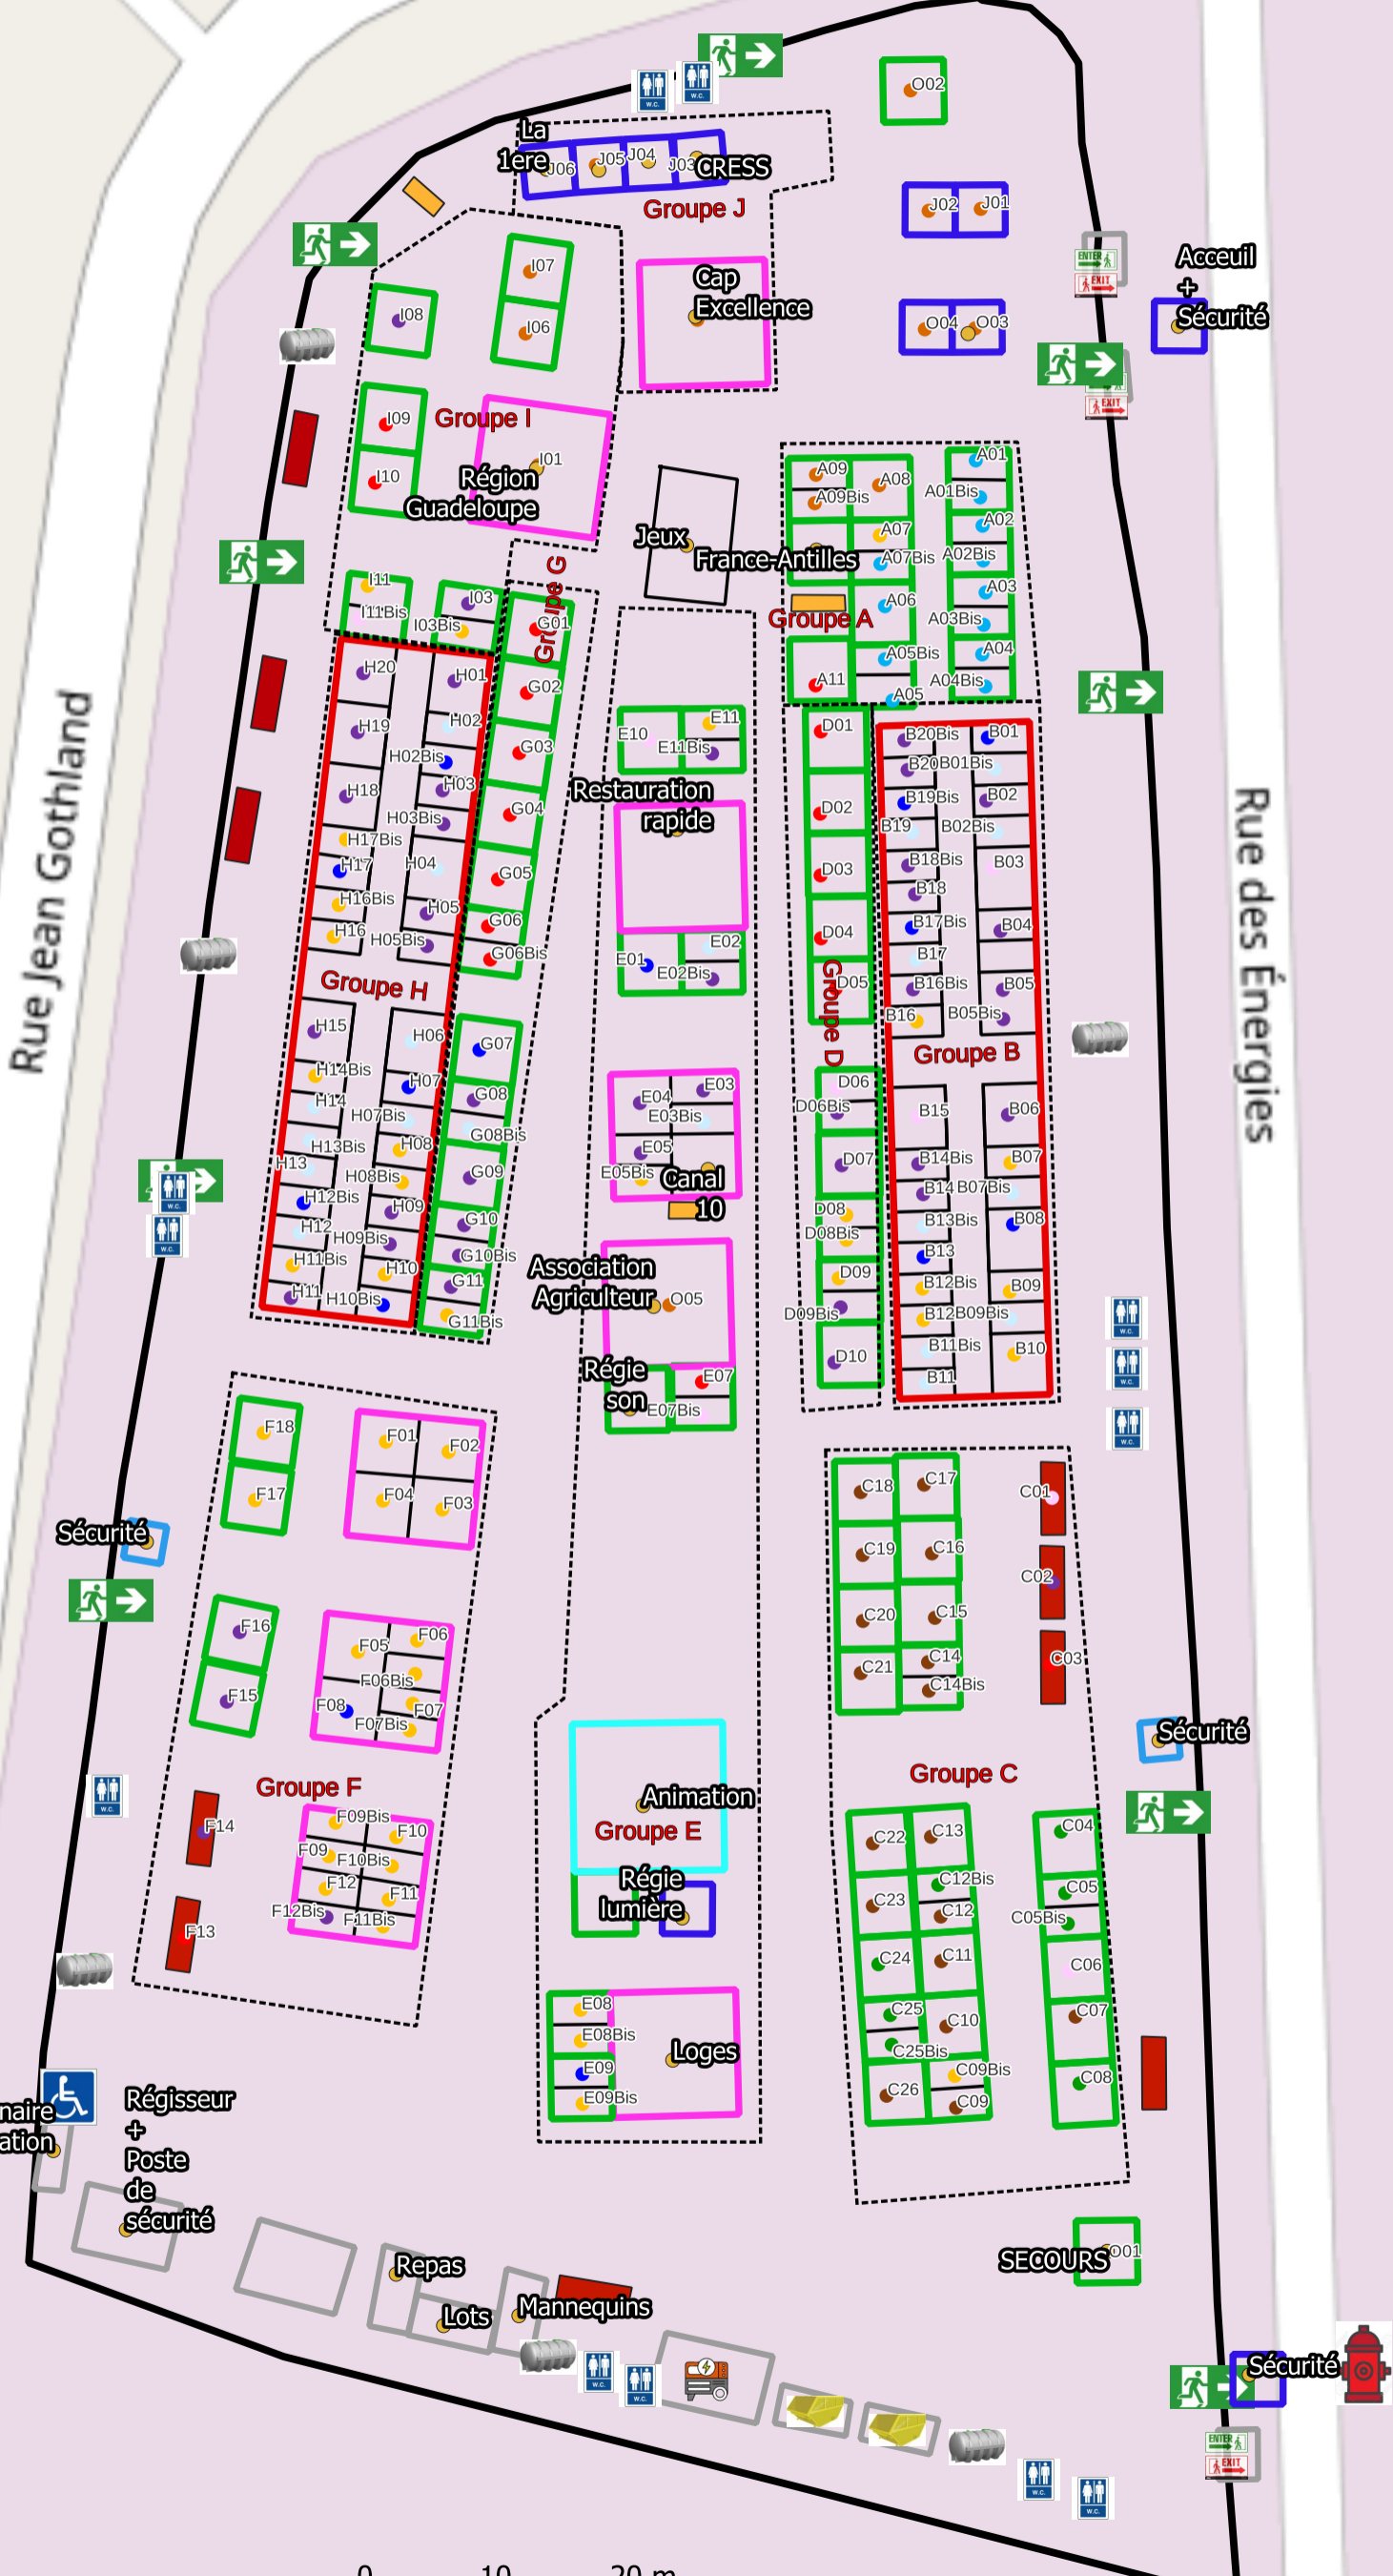 O02
La
1ere
J06
J05
J04
J03
CRESS
Groupe J
J02
J01
ENTER
EXIT
Acceuil
+
Sécurité
I07
I06
I08
Cap
Excellence
O04
O03
EXIT
I09
I10
Groupe I
I01
Région
Guadeloupe
Jeux
France-Antilles
A09
A09Bis
A08
A07
A07Bis
A06
A05Bis
A05
A11
Groupe A
A01
A01Bis
A02
A02Bis
A03
A03Bis
A04
A04Bis
I11
I11Bis
I03
I03Bis
Groupe G
G01
G02
G03
G04
G05
G06
G06Bis
G07
G08
G08Bis
G09
G10
G10Bis
G11
G11Bis
H20
H19
H18
H17Bis
H17
H16Bis
H16
H01
H02
H02Bis
H03
H03Bis
H04
H05
H05Bis
Groupe H
H15
H14Bis
H14
H13Bis
H13
H12Bis
H12
H11Bis
H11
H06
H07
H07Bis
H08
H08Bis
H09
H09Bis
H10
H10Bis
E10
E11
E11Bis
Restauration
rapide
E01
E02
E02Bis
E04
E03
E03Bis
E05
E05Bis
Canal
10
Association
Agriculteur
O05
Régie
son
E07
E07Bis
D01
D02
D03
D04
D05
Groupe D
D06
D06Bis
D07
D08
D08Bis
D09
D09Bis
D10
B20Bis
B20
B19Bis
B19
B18Bis
B18
B17Bis
B17
B16Bis
B16
B01
B01Bis
B02
B02Bis
B03
B04
B05
B05Bis
Groupe B
B15
B14Bis
B14
B13Bis
B13
B12Bis
B12
B11Bis
B11
B06
B07
B07Bis
B08
B09
B09Bis
B10
Rue Jean Gothland
Rue des Énergies
F18
F17
F01
F02
F04
F03
Sécurité
F16
F15
F05
F06
F06Bis
F08
F07
F07Bis
Groupe F
F14
F13
F09Bis
F10
F09
F10Bis
F12
F11
F12Bis
F11Bis
Animation
Groupe E
Régie
lumière
E08
E08Bis
E09
E09Bis
Loges
C18
C17
C19
C16
C20
C15
C21
C14
C14Bis
C01
C02
C03
Sécurité
Groupe C
C22
C13
C23
C12Bis
C12
C24
C11
C25
C25Bis
C10
C26
C09Bis
C09
C04
C05
C05Bis
C06
C07
C08
naire
ation
Régisseur
+
Poste
de
sécurité
Repas
Lots
Mannequins
SECOURS
O01
Sécurité
ENTER
EXIT
W.C.
W.C.
W.C.
W.C.
W.C.
W.C.
W.C.
W.C.
W.C.
W.C.
W.C.
W.C.
0 10 20 m